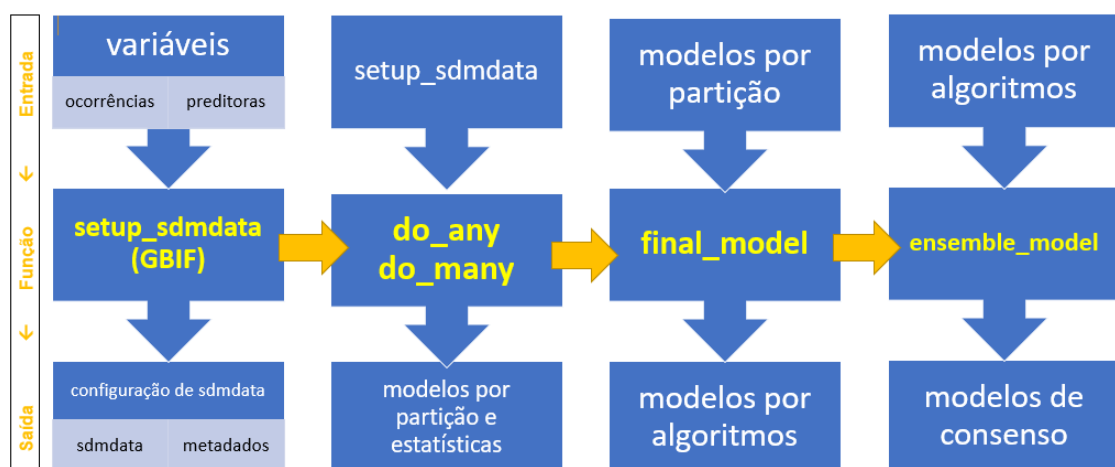 Entrada
←
Função
←
Saída
variáveis
ocorrências
preditoras
setup_sdmdata
(GBIF)
configuração de sdmdata
sdmdata
metadados
setup_sdmdata
do_any
do_many
modelos por
partição e
estatísticas
modelos por
partição
final_model
modelos por
algoritmos
modelos por
algoritmos
ensemble_model
modelos de
consenso